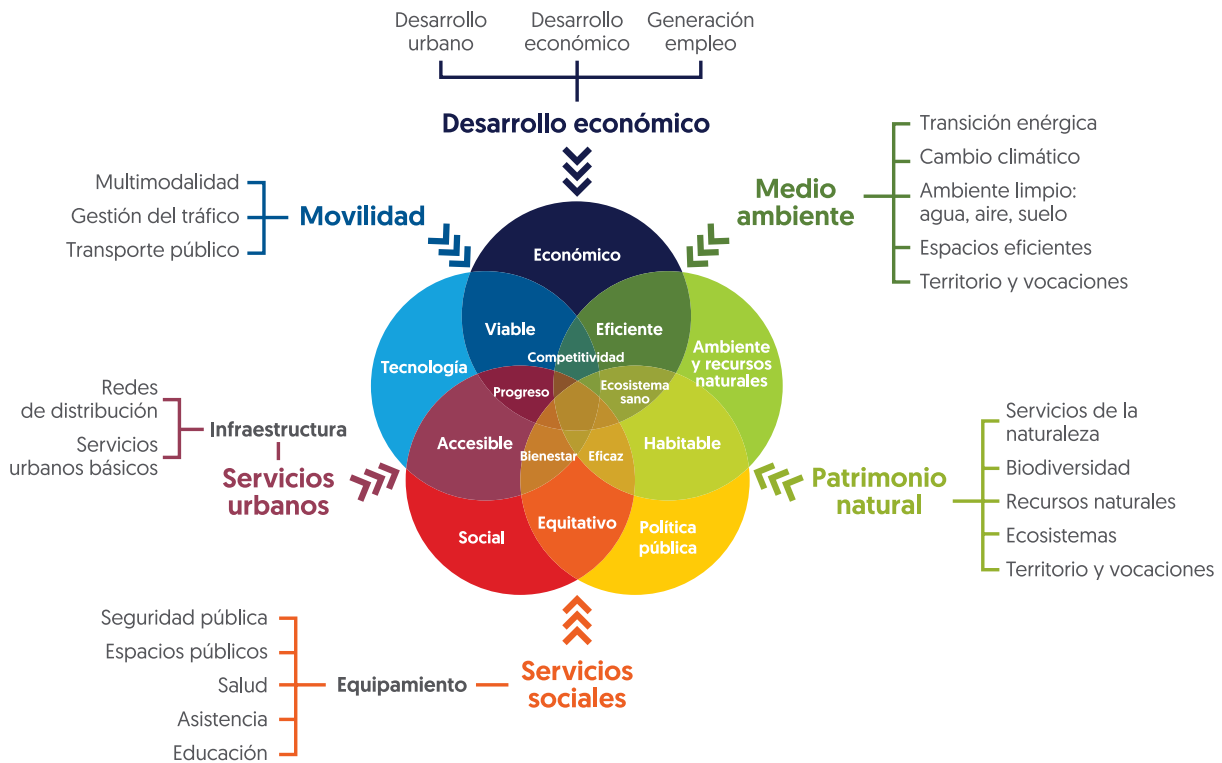 Desarrollo
urbano
Desarrollo
económico
Generación
empleo
Desarrollo económico
Multimodalidad
Gestión del tráfico
Transporte público
Movilidad
Medio
ambiente
Transición enérgica
Cambio climático
Ambiente limpio:
agua, aire, suelo
Espacios eficientes
Territorio y vocaciones
Económico
Viable
Eficiente
Competitividad
Tecnología
Ambiente
y recursos
naturales
Progreso
Ecosistema
sano
Accesible
Habitable
Bienestar
Eficaz
Social
Equitativo
Política
pública
Redes
de distribución
Servicios
urbanos básicos
Infraestructura
Servicios
urbanos
Patrimonio
natural
Servicios de la
naturaleza
Biodiversidad
Recursos naturales
Ecosistemas
Territorio y vocaciones
Seguridad pública
Espacios públicos
Salud
Asistencia
Educación
Equipamiento
Servicios
sociales